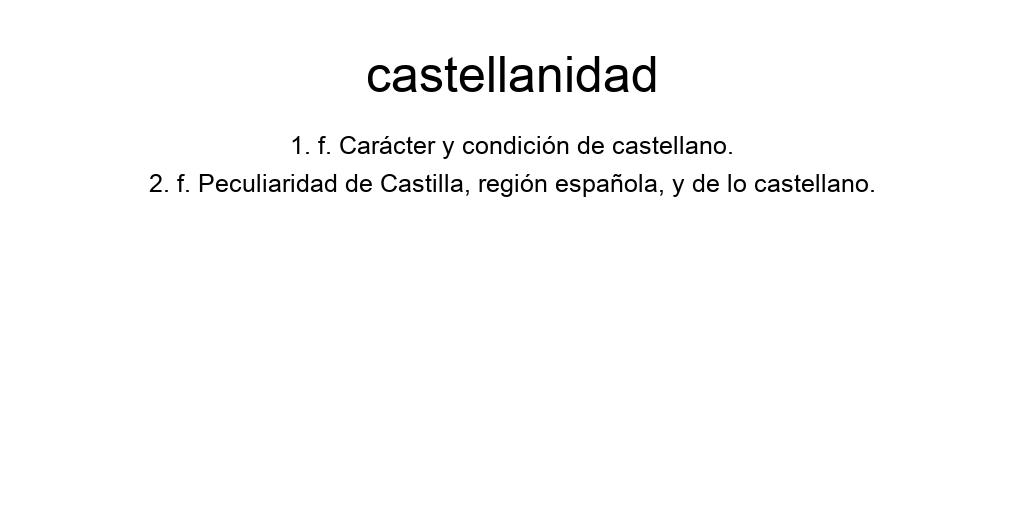 castellanidad
1. f. Carácter y condición de castellano.
2. f. Peculiaridad de Castilla, región española, y de lo castellano.